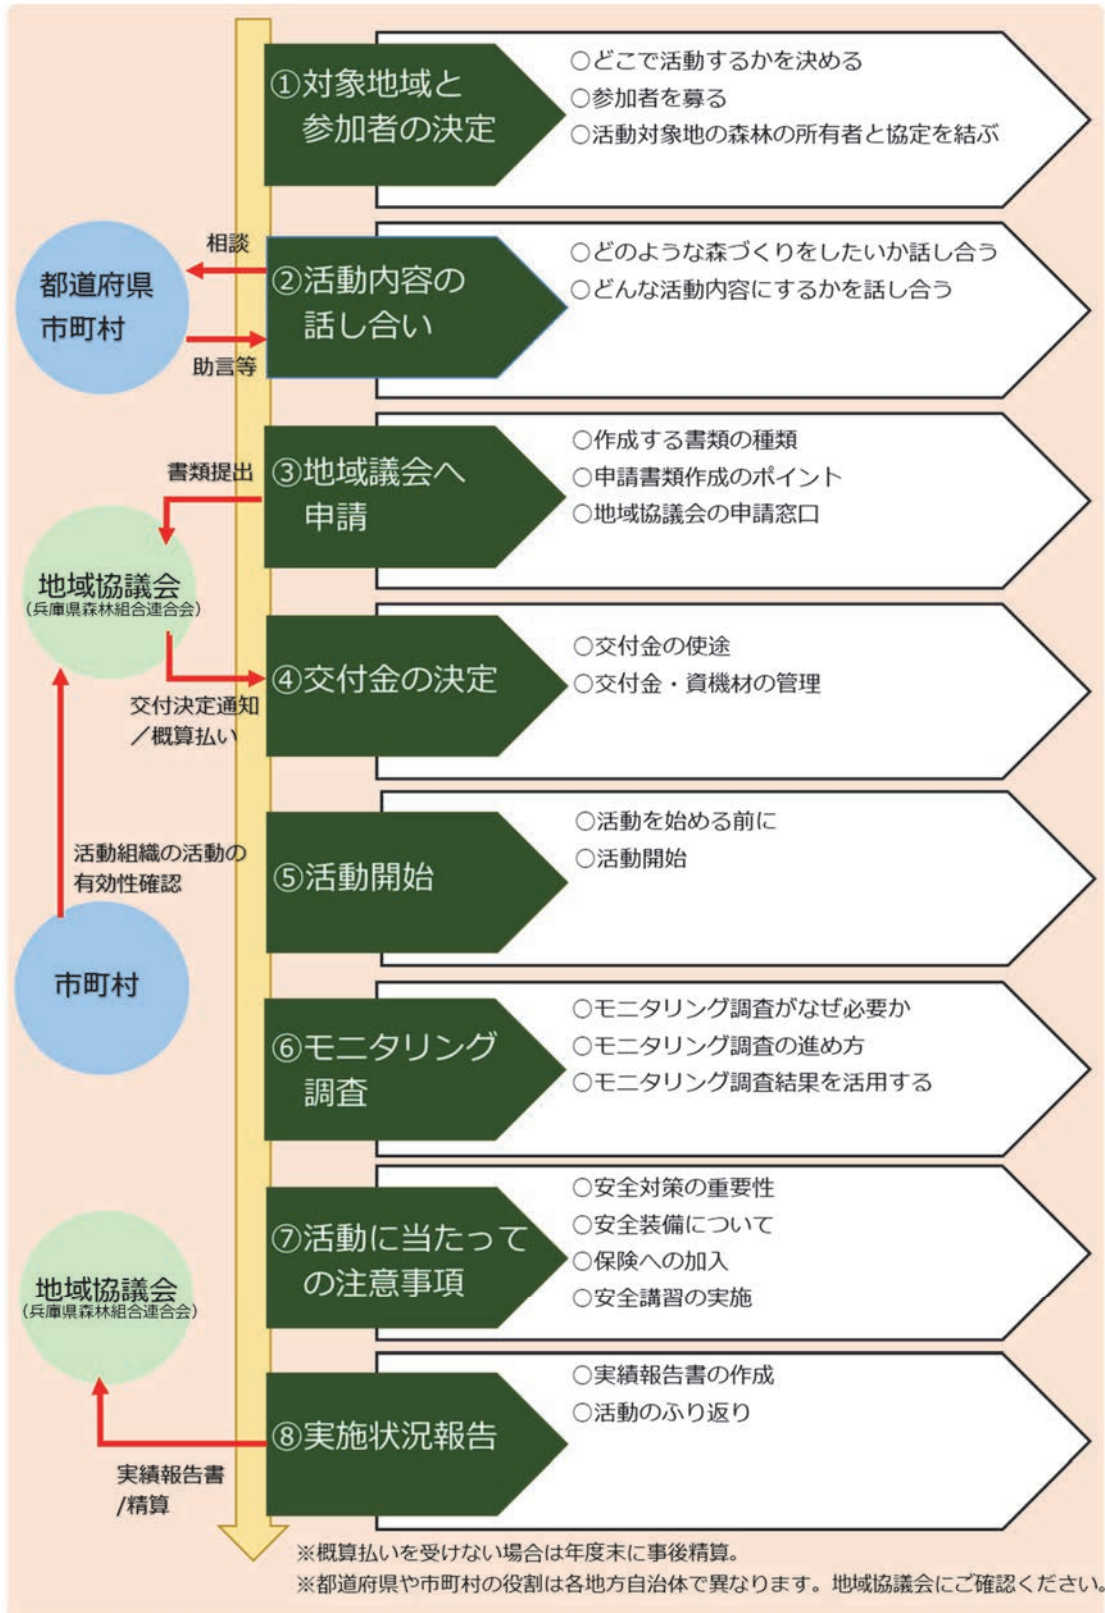 ①対象地域と
参加者の決定
○どこで活動するかを決める
○参加者を募る
○活動対象地の森林の所有者と協定を結ぶ
相談
都道府県
市町村
助言等
②活動内容の
話し合い
○どのような森づくりをしたいか話し合う
○どんな活動内容にするかを話し合う
書類提出
③地域議会へ
申請
○作成する書類の種類
○申請書類作成のポイント
○地域協議会の申請窓口
地域協議会
（兵庫県森林組合連合会）
④交付金の決定
○交付金の使途
○交付金・資機材の管理
交付決定通知
／概算払い
⑤活動開始
○活動を始める前に
○活動開始
活動組織の活動の
有効性確認
市町村
⑥モニタリング
調査
○モニタリング調査がなぜ必要か
○モニタリング調査の進め方
○モニタリング調査結果を活用する
⑦活動に当たって
の注意事項
○安全対策の重要性
○安全装備について
○保険への加入
○安全講習の実施
地域協議会
（兵庫県森林組合連合会）
⑧実施状況報告
○実績報告書の作成
○活動のふり返り
実績報告書
/精算
※概算払いを受けない場合は年度末に事後精算。
※都道府県や市町村の役割は各地方自治体で異なります。地域協議会にご確認ください。